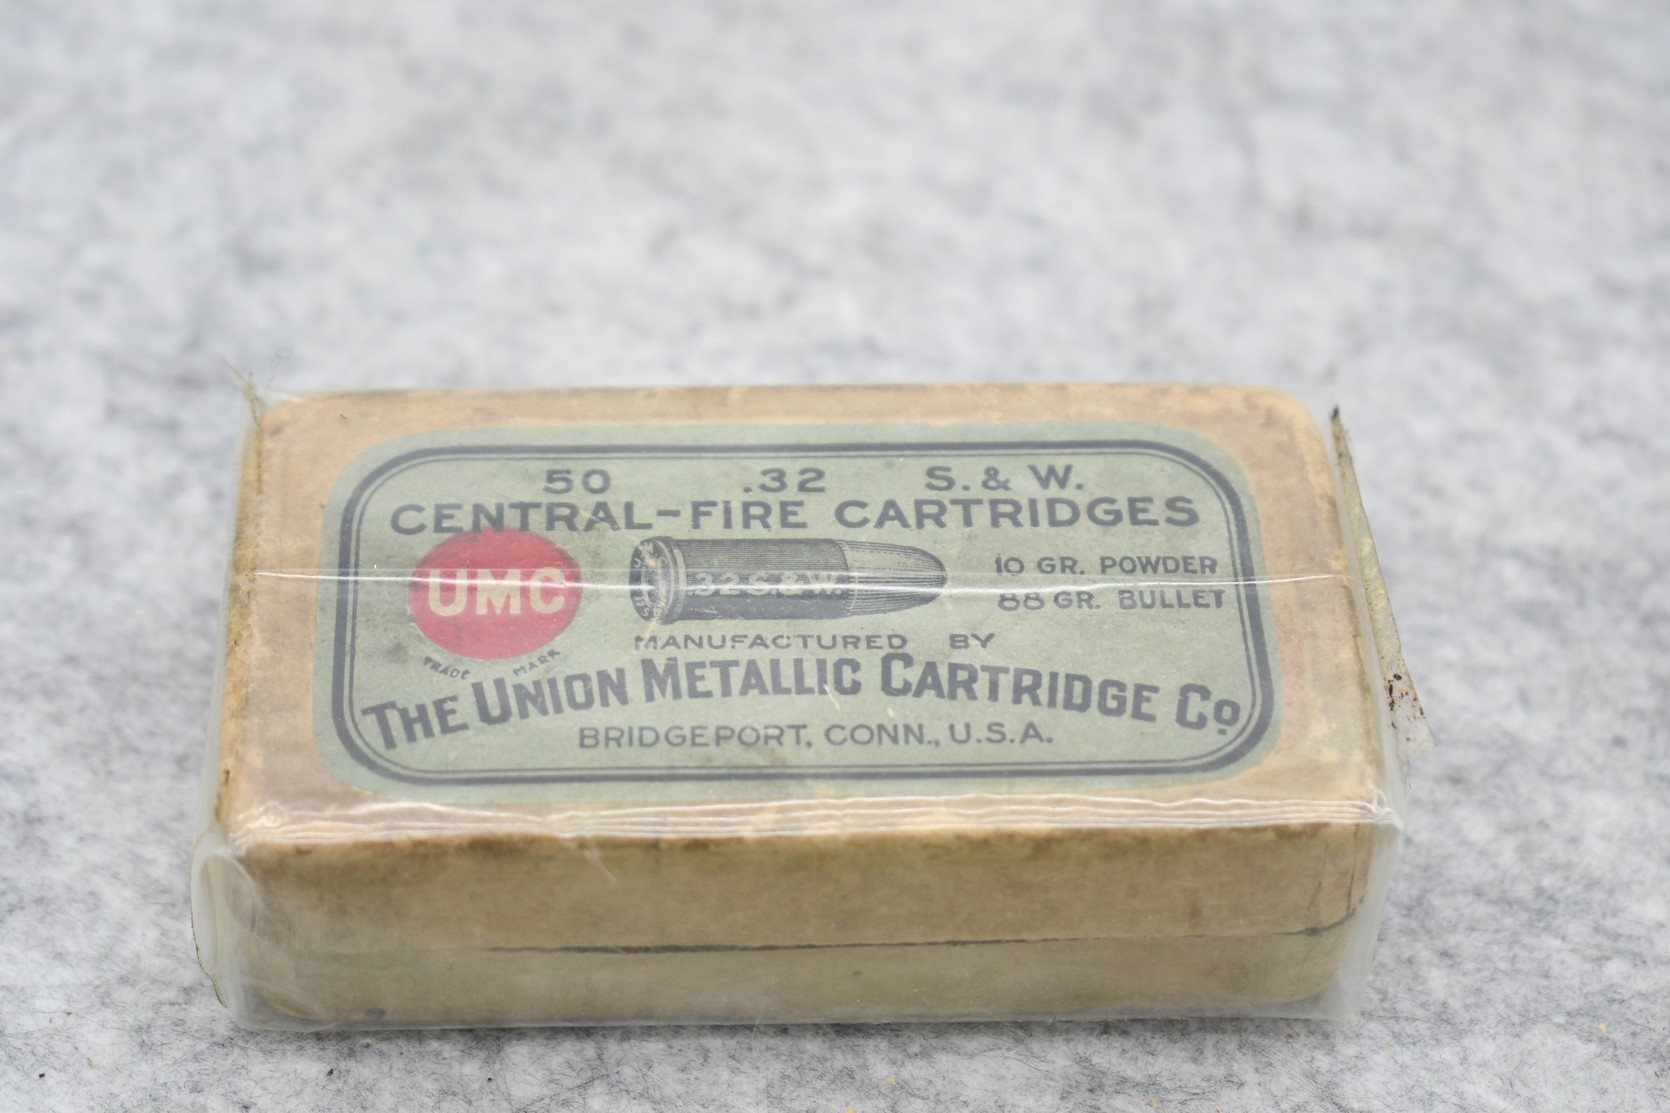 50 .32 S. & W.
CENTRAL-FIRE CARTRIDGES
UMC
TRADE MARK
.32 S.& W.
10 GR. POWDER
88 GR. BULLET
MANUFACTURED BY
THE UNION METALLIC CARTRIDGE Co.
BRIDGEPORT, CONN., U.S.A.